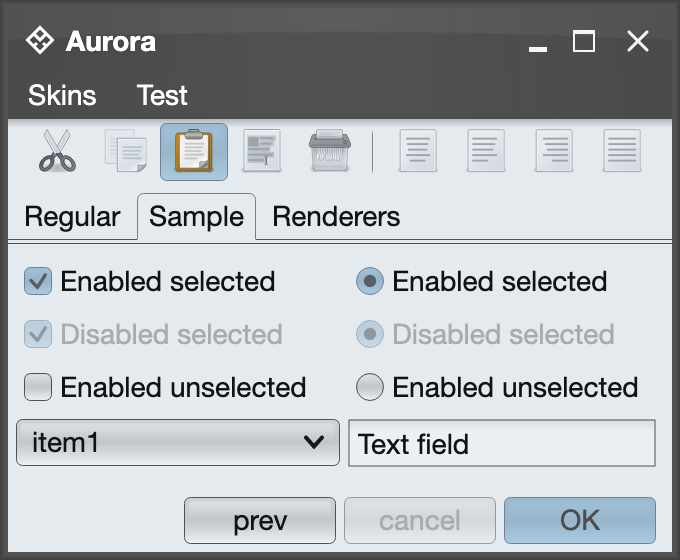 Aurora
Skins Test
Regular Sample Renderers
Enabled selected Enabled selected
Disabled selected Disabled selected
Enabled unselected Enabled unselected
item1 Text field
prev cancel OK